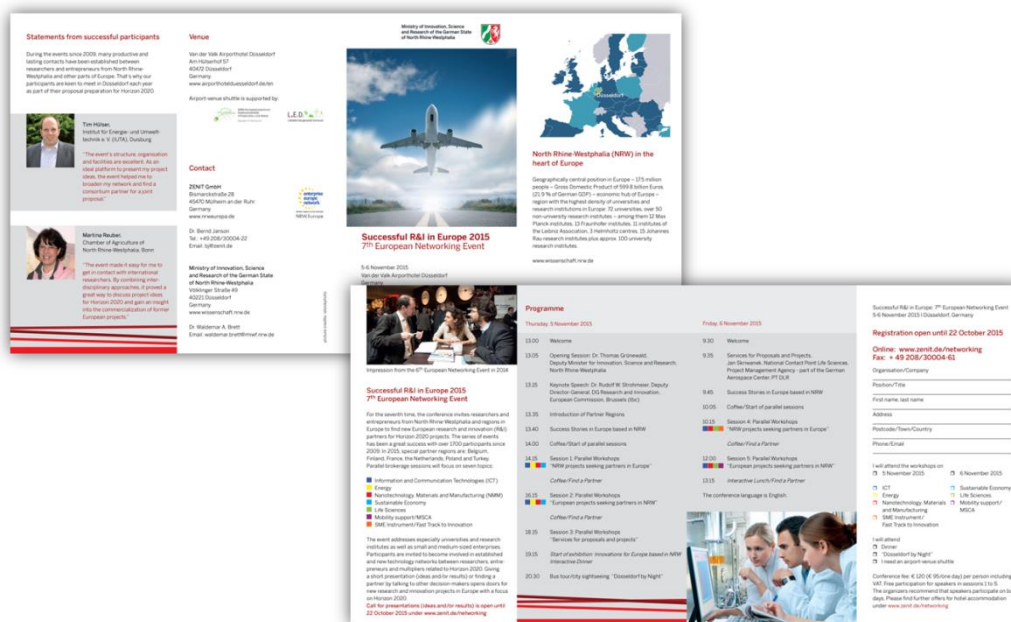 Statements from successful participants
During the events since 2009, many productive and
lasting contacts have been established between
researchers and entrepreneurs from North Rhine-
Westphalia and other parts of Europe. That's why our
participants are keen to meet in Düsseldorf each year
as part of their proposal preparation for Horizon 2020.
Tim Hülser,
Institut für Energie- und Umwelt-
technik e. V. (IUTA), Duisburg
"The event's structure, organisation
and facilities are excellent. As an
ideal platform to present my project
ideas, the event helped me to
broaden my network and find a
consortium partner for a joint
proposal."
Martina Reuber,
Chamber of Agriculture of
North Rhine-Westphalia, Bonn
"The event made it easy for me to
get in contact with international
researchers. By combining inter-
disciplinary approaches, it proved a
great way to discuss project ideas
for Horizon 2020 and gain an insight
into the commercialization of former
European projects."
Venue
Van der Valk Airporthotel Düsseldorf
Am Hülserhof 57
40472 Düsseldorf
Germany
www.airporthotelduesseldorf.de/en
Airport-venue shuttle is supported by:
L.E.D.
Contact
ZENIT GmbH
Bismarckstraße 28
45470 Mülheim an der Ruhr
Germany
www.nrweuropa.de
enterprise
europe
network
NRW.Europa
Dr. Bernd Janson
Tel.: +49 208/30004-22
Email: bj@zenit.de
Ministry of Innovation, Science
and Research of the German State
of North Rhine-Westphalia
Völklinger Straße 49
40221 Düsseldorf
Germany
www.wissenschaft.nrw.de
Dr. Waldemar A. Brett
Email: waldemar.brett@miwf.nrw.de
Ministry of Innovation, Science
and Research of the German State
of North Rhine-Westphalia
Successful R&I in Europe 2015
7th European Networking Event
5-6 November 2015
Van der Valk Airporthotel Düsseldorf
Germany
Düsseldorf
North Rhine-Westphalia (NRW) in the
heart of Europe
Geographically central position in Europe – 17.5 million
people – Gross Domestic Product of 599.8 billion Euros
(21.9 % of German GDP) – economic hub of Europe –
region with the highest density of universities and
research institutions in Europe: 72 universities, over 50
non-university research institutes – among them 12 Max
Planck institutes, 13 Fraunhofer institutes, 11 institutes of
the Leibniz Association, 3 Helmholtz centres, 15 Johannes
Rau research institutes plus approx. 100 university
research institutes.
www.wissenschaft.nrw.de
Impression from the 6th European Networking Event in 2014
Successful R&I in Europe 2015
7th European Networking Event
For the seventh time, the conference invites researchers and
entrepreneurs from North Rhine-Westphalia and regions in
Europe to find new European research and innovation (R&I)
partners for Horizon 2020 projects. The series of events
has been a great success with over 1700 participants since
2009. In 2015, special partner regions are: Belgium,
Finland, France, the Netherlands, Poland and Turkey.
Parallel brokerage sessions will focus on seven topics:
Information and Communications Technologies (ICT)
Energy
Nanotechnology, Materials and Manufacturing (NMM)
Sustainable Economy
Life Sciences
Mobility support/MSCA
SME Instrument/Fast Track to Innovation
The event addresses especially universities and research
institutes as well as small and medium-sized enterprises.
Participants are invited to become involved in established
and new technology networks between researchers, entre-
preneurs and multipliers related to Horizon 2020. Giving
a short presentation (ideas and/or results) or finding a
partner by talking to other decision-makers opens doors for
new research and innovation projects in Europe with a focus
on Horizon 2020.
Call for presentations (ideas and/or results) is open until
22 October 2015 under www.zenit.de/networking
Programme
Thursday, 5 November 2015
13.00 Welcome
13.05 Opening Session: Dr. Thomas Grünewald,
Deputy Minister for Innovation, Science and Research,
North Rhine-Westphalia
13.15 Keynote Speech: Dr. Rudolf W. Strohmeier, Deputy
Director-General, DG Research and Innovation,
European Commission, Brussels (tbc)
13.35 Introduction of Partner Regions
13.40 Success Stories in Europe based in NRW
14.00 Coffee/Start of parallel sessions
14.15 Session 1: Parallel Workshops
"NRW projects seeking partners in Europe"
Coffee/Find a Partner
16.15 Session 2: Parallel Workshops
"European projects seeking partners in NRW"
Coffee/Find a Partner
18.15 Session 3: Parallel Workshops
"Services for proposals and projects"
19.15 Start of exhibition: Innovations for Europe based in NRW
Interactive Dinner
20.30 Bus tour/city sightseeing "Düsseldorf by Night"
Friday, 6 November 2015
9.30 Welcome
9.35 Services for Proposals and Projects,
Jan Skriwanek, National Contact Point Life Sciences,
Project Management Agency - part of the German
Aerospace Center, PT DLR
9.45 Success Stories in Europe based in NRW
10.05 Coffee/Start of parallel sessions
10.15 Session 4: Parallel Workshops
"NRW projects seeking partners in Europe"
Coffee/Find a Partner
12.00 Session 5: Parallel Workshops
"European projects seeking partners in NRW"
13.15 Interactive Lunch/Find a Partner
The conference language is English.
Successful R&I in Europe: 7th European Networking Event
5-6 November 2015 I Düsseldorf, Germany
Registration open until 22 October 2015
Online: www.zenit.de/networking
Fax: + 49 208/30004-61
Organisation/Company
Position/Title
First name, last name
Address
Postcode/Town/Country
Phone/Email
I will attend the workshops on
5 November 2015 6 November 2015
ICT Sustainable Economy
Energy Life Sciences
Nanotechnology, Materials Mobility support/
and Manufacturing MSCA
SME Instrument/
Fast Track to Innovation
I will attend
Dinner
"Düsseldorf by Night"
I need an airport-venue shuttle
Conference fee: € 120 (€ 95/one day) per person including
VAT. Free participation for speakers in sessions 1 to 5.
The organizers recommend that speakers participate on bo
days. Please find further offers for hotel accommodation
under www.zenit.de/networking